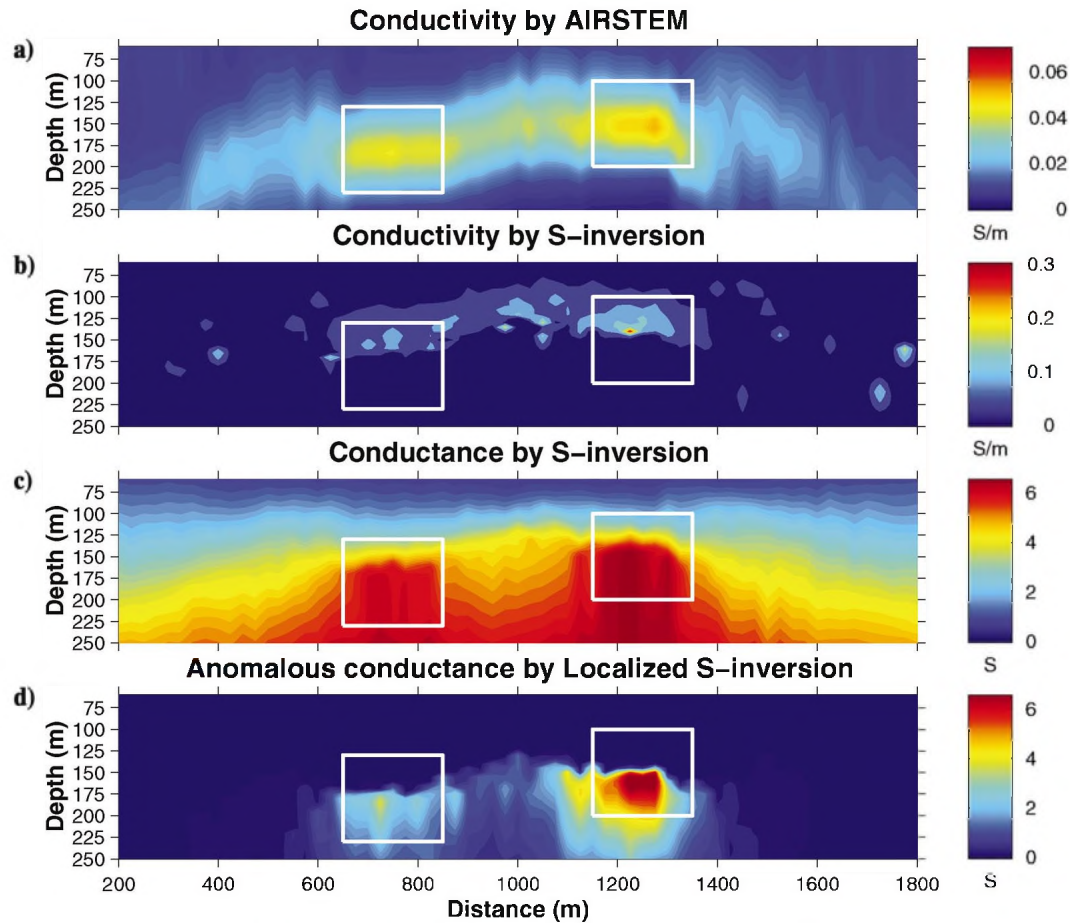 Conductivity by AIRSTEM
a)
Depth (m)
75
100
125
150
175
200
225
250
0.06
0.04
0.02
0
S/m
Conductivity by S-inversion
b)
Depth (m)
75
100
125
150
175
200
225
250
0.3
0.2
0.1
0
S/m
Conductance by S-inversion
c)
Depth (m)
75
100
125
150
175
200
225
250
6
4
2
0
S
Anomalous conductance by Localized S-inversion
d)
Depth (m)
75
100
125
150
175
200
225
250
6
4
2
0
S
200 400 600 800 1000 1200 1400 1600 1800
Distance (m)